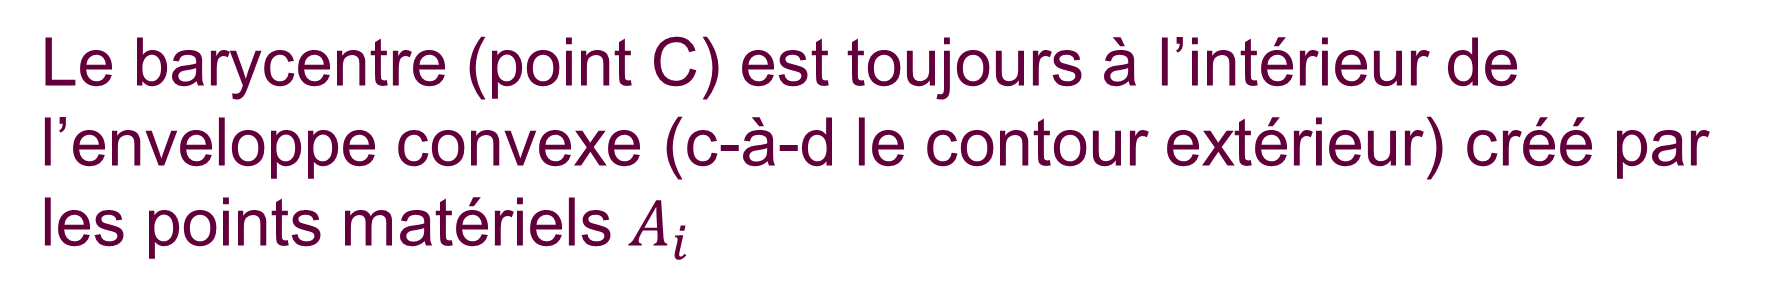 Le barycentre (point C) est toujours à l’intérieur de
l’enveloppe convexe (c-à-d le contour extérieur) créé par
les points matériels 𝐴𝑖